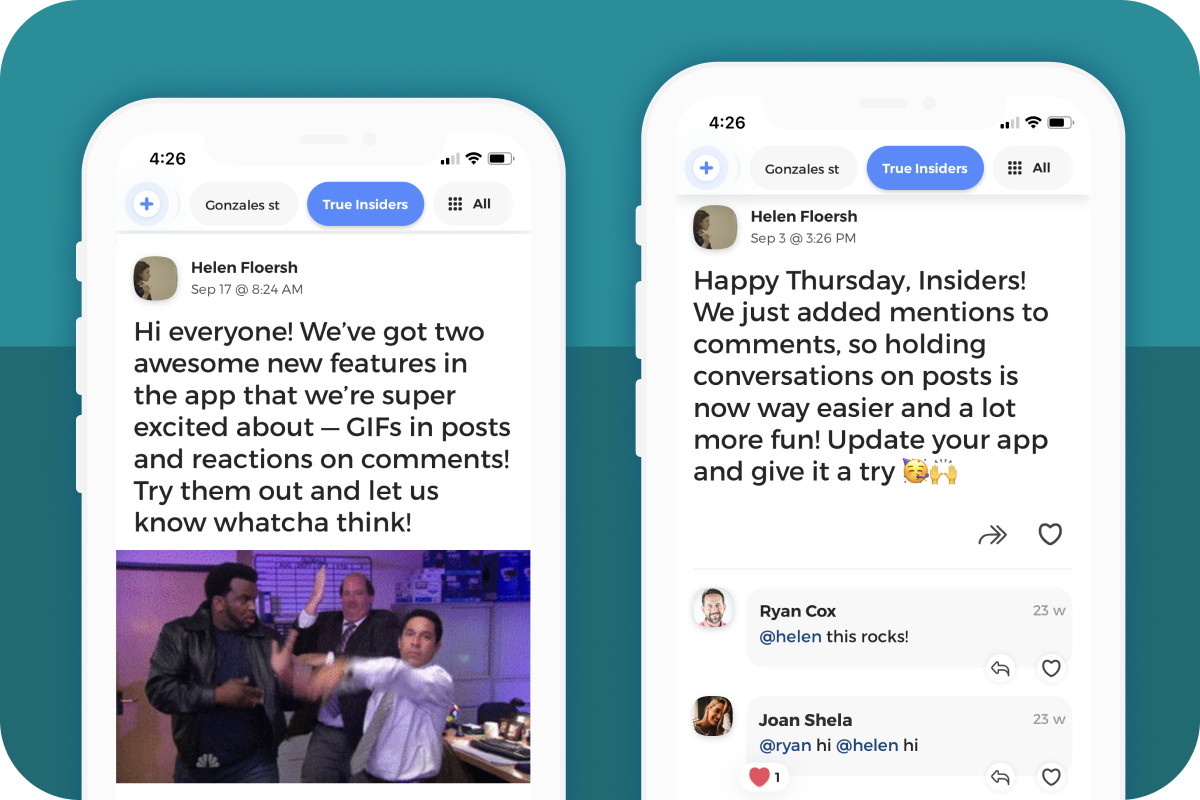 4:26
Gonzales st
True Insiders
All
Helen Floersh
Sep 17 @ 8:24 AM
Hi everyone! We’ve got two
awesome new features in
the app that we’re super
excited about — GIFs in posts
and reactions on comments!
Try them out and let us
know whatcha think!
4:26
Gonzales st
True Insiders
All
Helen Floersh
Sep 3 @ 3:26 PM
Happy Thursday, Insiders!
We just added mentions to
comments, so holding
conversations on posts is
now way easier and a lot
more fun! Update your app
and give it a try 🥳🙌
Ryan Cox
23 w
@helen this rocks!
Joan Shela
23 w
@ryan hi @helen hi
1